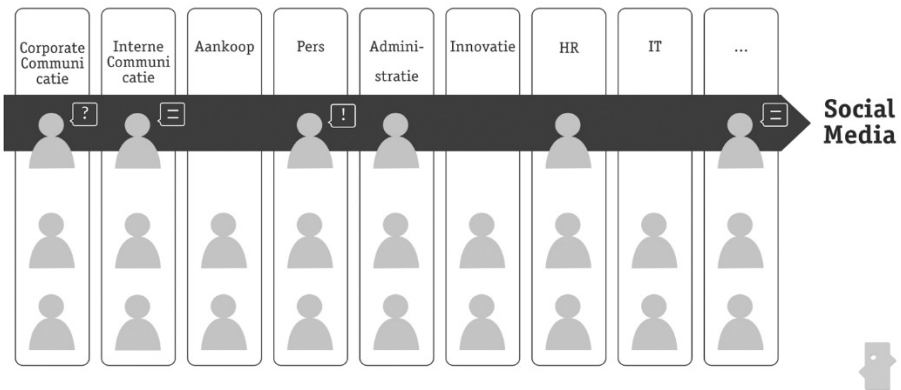 Corporate
Communi
catie
Interne
Communi
catie
Aankoop
Pers
Admini-
stratie
Innovatie
HR
IT
...
?
=
!
=
Social
Media